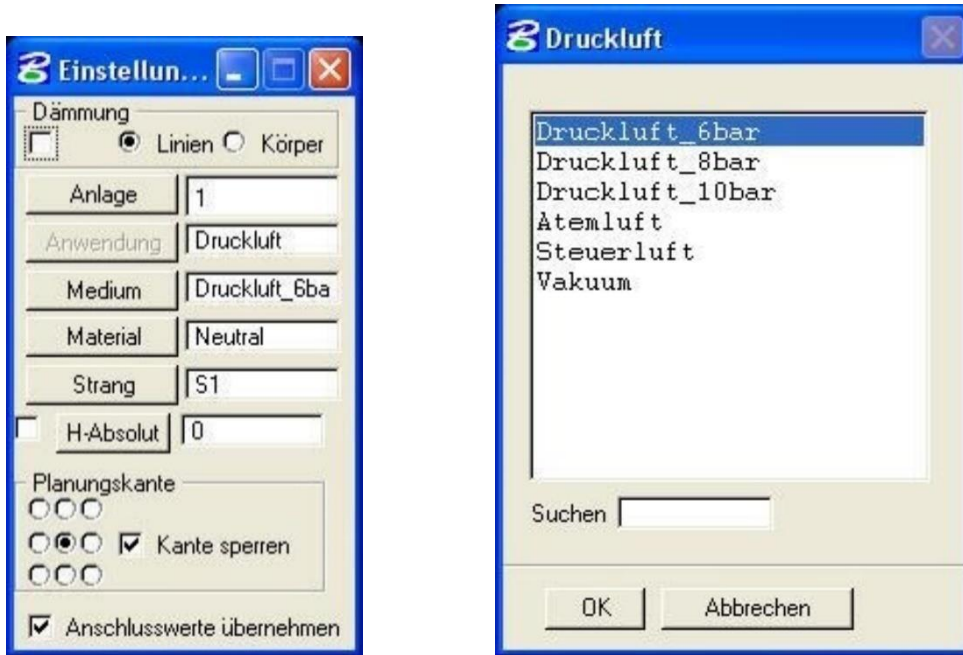 Einstellun...
Dämmung
Linien Körper
Anlage 1
Anwendung Druckluft
Medium Druckluft_6ba
Material Neutral
Strang S1
H-Absolut 0
Planungskante
Kante sperren
Anschlusswerte übernehmen
Druckluft
Druckluft_6bar
Druckluft_8bar
Druckluft_10bar
Atemluft
Steuerluft
Vakuum
Suchen
OK Abbrechen